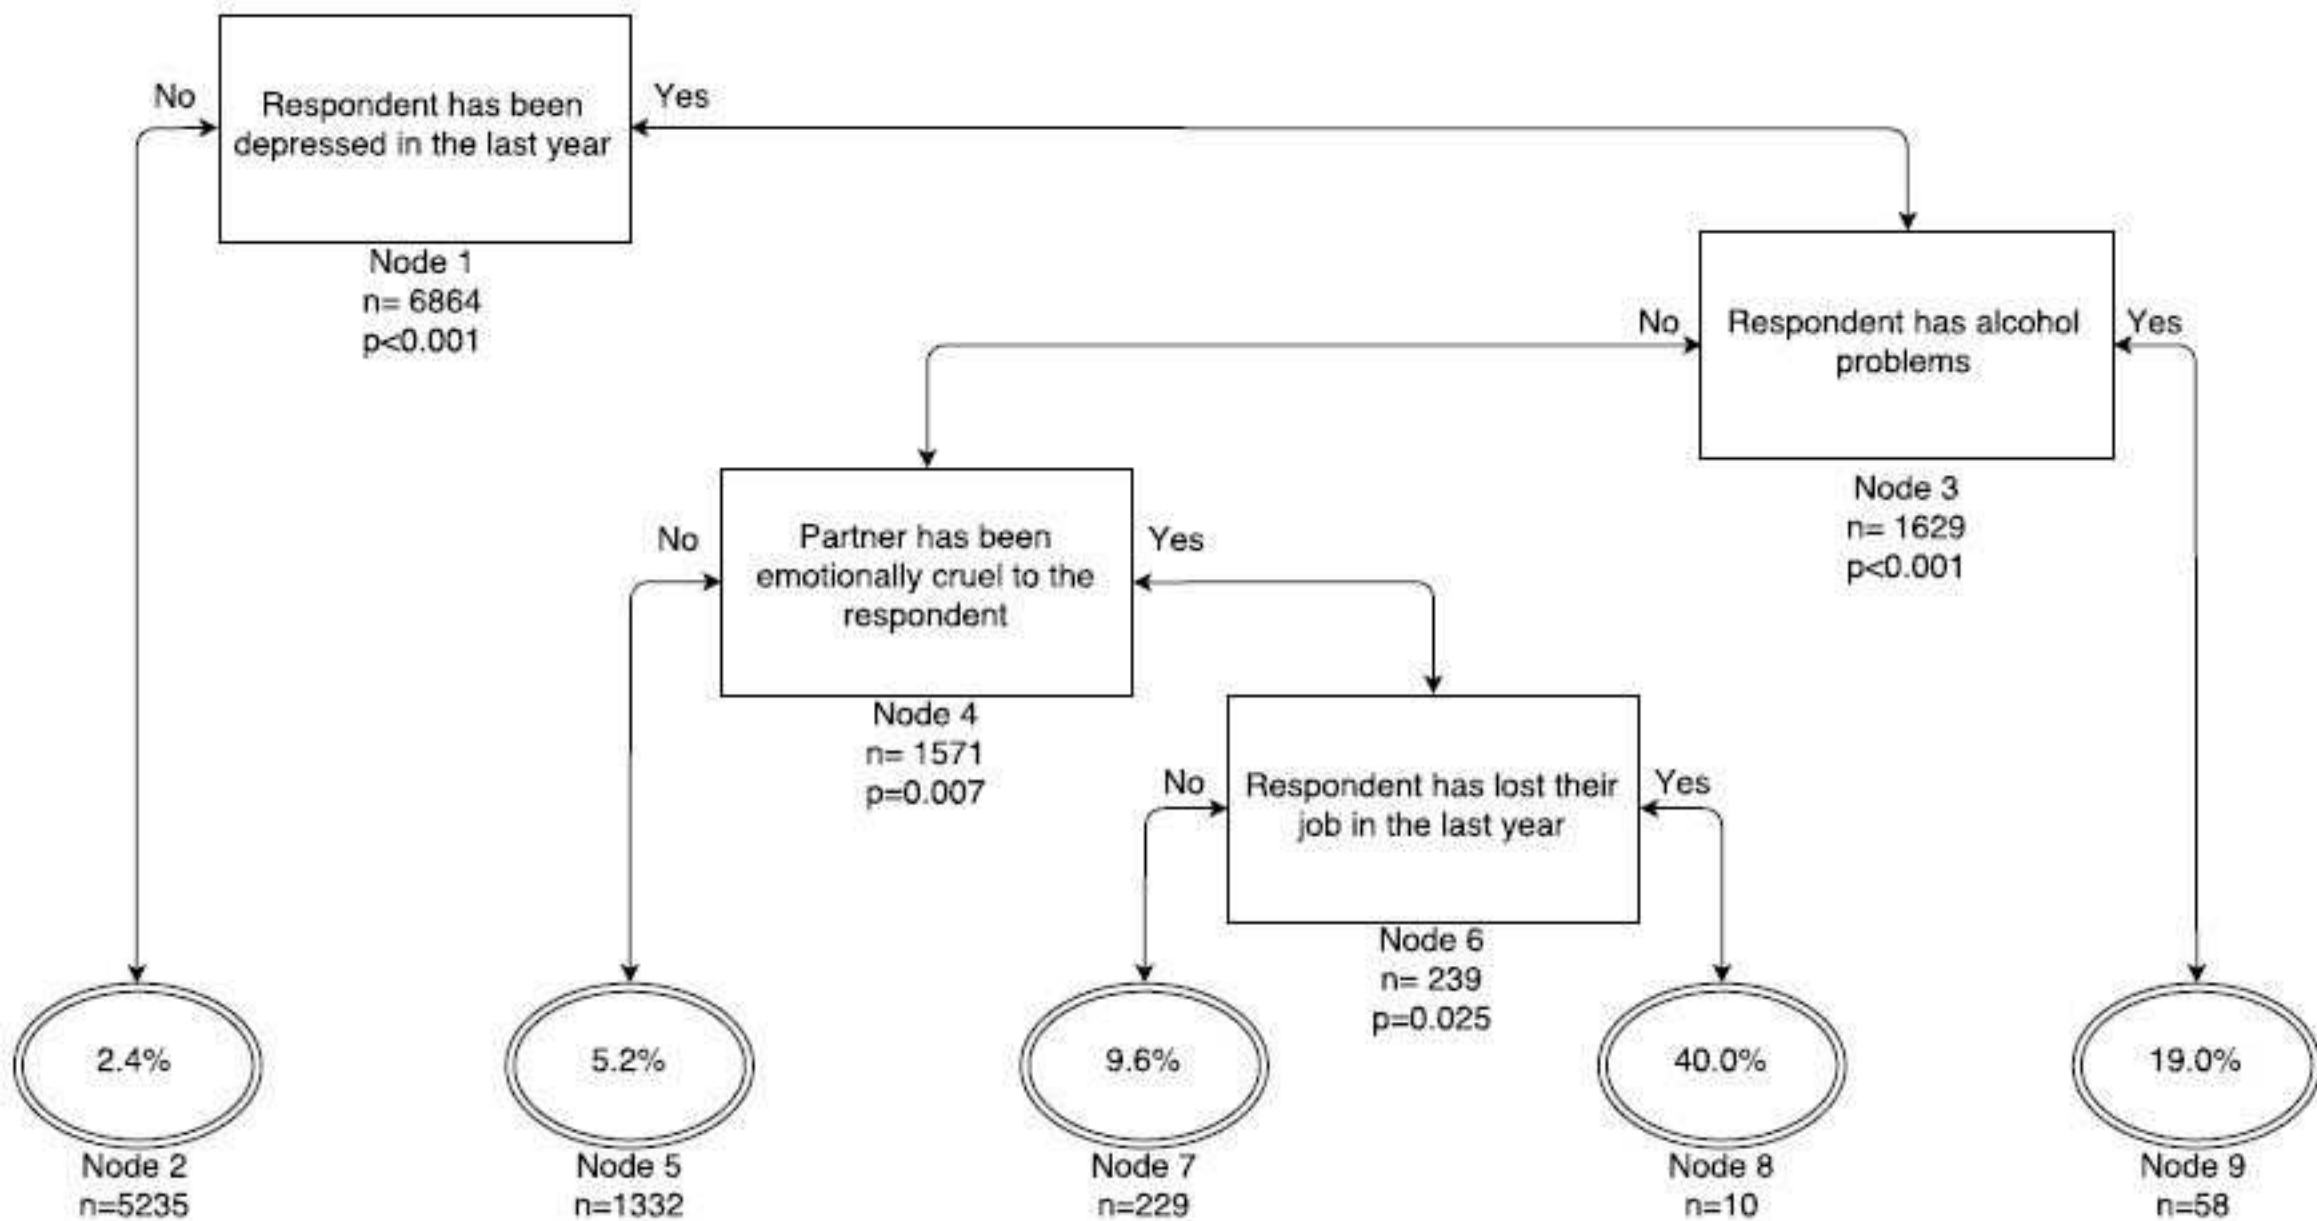 No
Respondent has been
depressed in the last year
Yes
Node 1
n= 6864
p<0.001
No
Respondent has alcohol
problems
Yes
Node 3
n= 1629
p<0.001
No
Partner has been
emotionally cruel to the
respondent
Yes
Node 4
n= 1571
p=0.007
No
Respondent has lost their
job in the last year
Yes
Node 6
n= 239
p=0.025
2.4%
Node 2
n=5235
5.2%
Node 5
n=1332
9.6%
Node 7
n=229
40.0%
Node 8
n=10
19.0%
Node 9
n=58